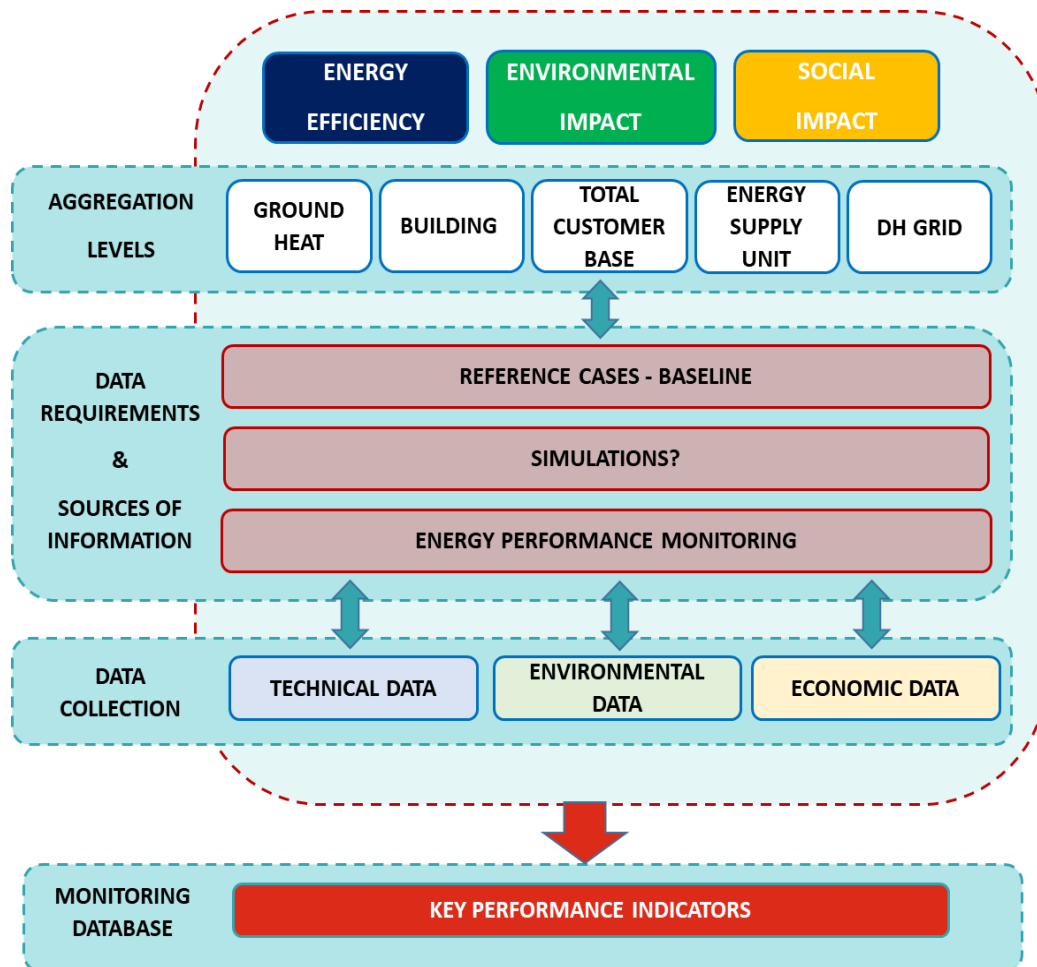 ENERGY
EFFICIENCY
ENVIRONMENTAL
IMPACT
SOCIAL
IMPACT
AGGREGATION
LEVELS
GROUND
HEAT
BUILDING
TOTAL
CUSTOMER
BASE
ENERGY
SUPPLY
UNIT
DH GRID
DATA
REQUIREMENTS
&
SOURCES OF
INFORMATION
REFERENCE CASES - BASELINE
SIMULATIONS?
ENERGY PERFORMANCE MONITORING
DATA
COLLECTION
TECHNICAL DATA
ENVIRONMENTAL
DATA
ECONOMIC DATA
MONITORING
DATABASE
KEY PERFORMANCE INDICATORS